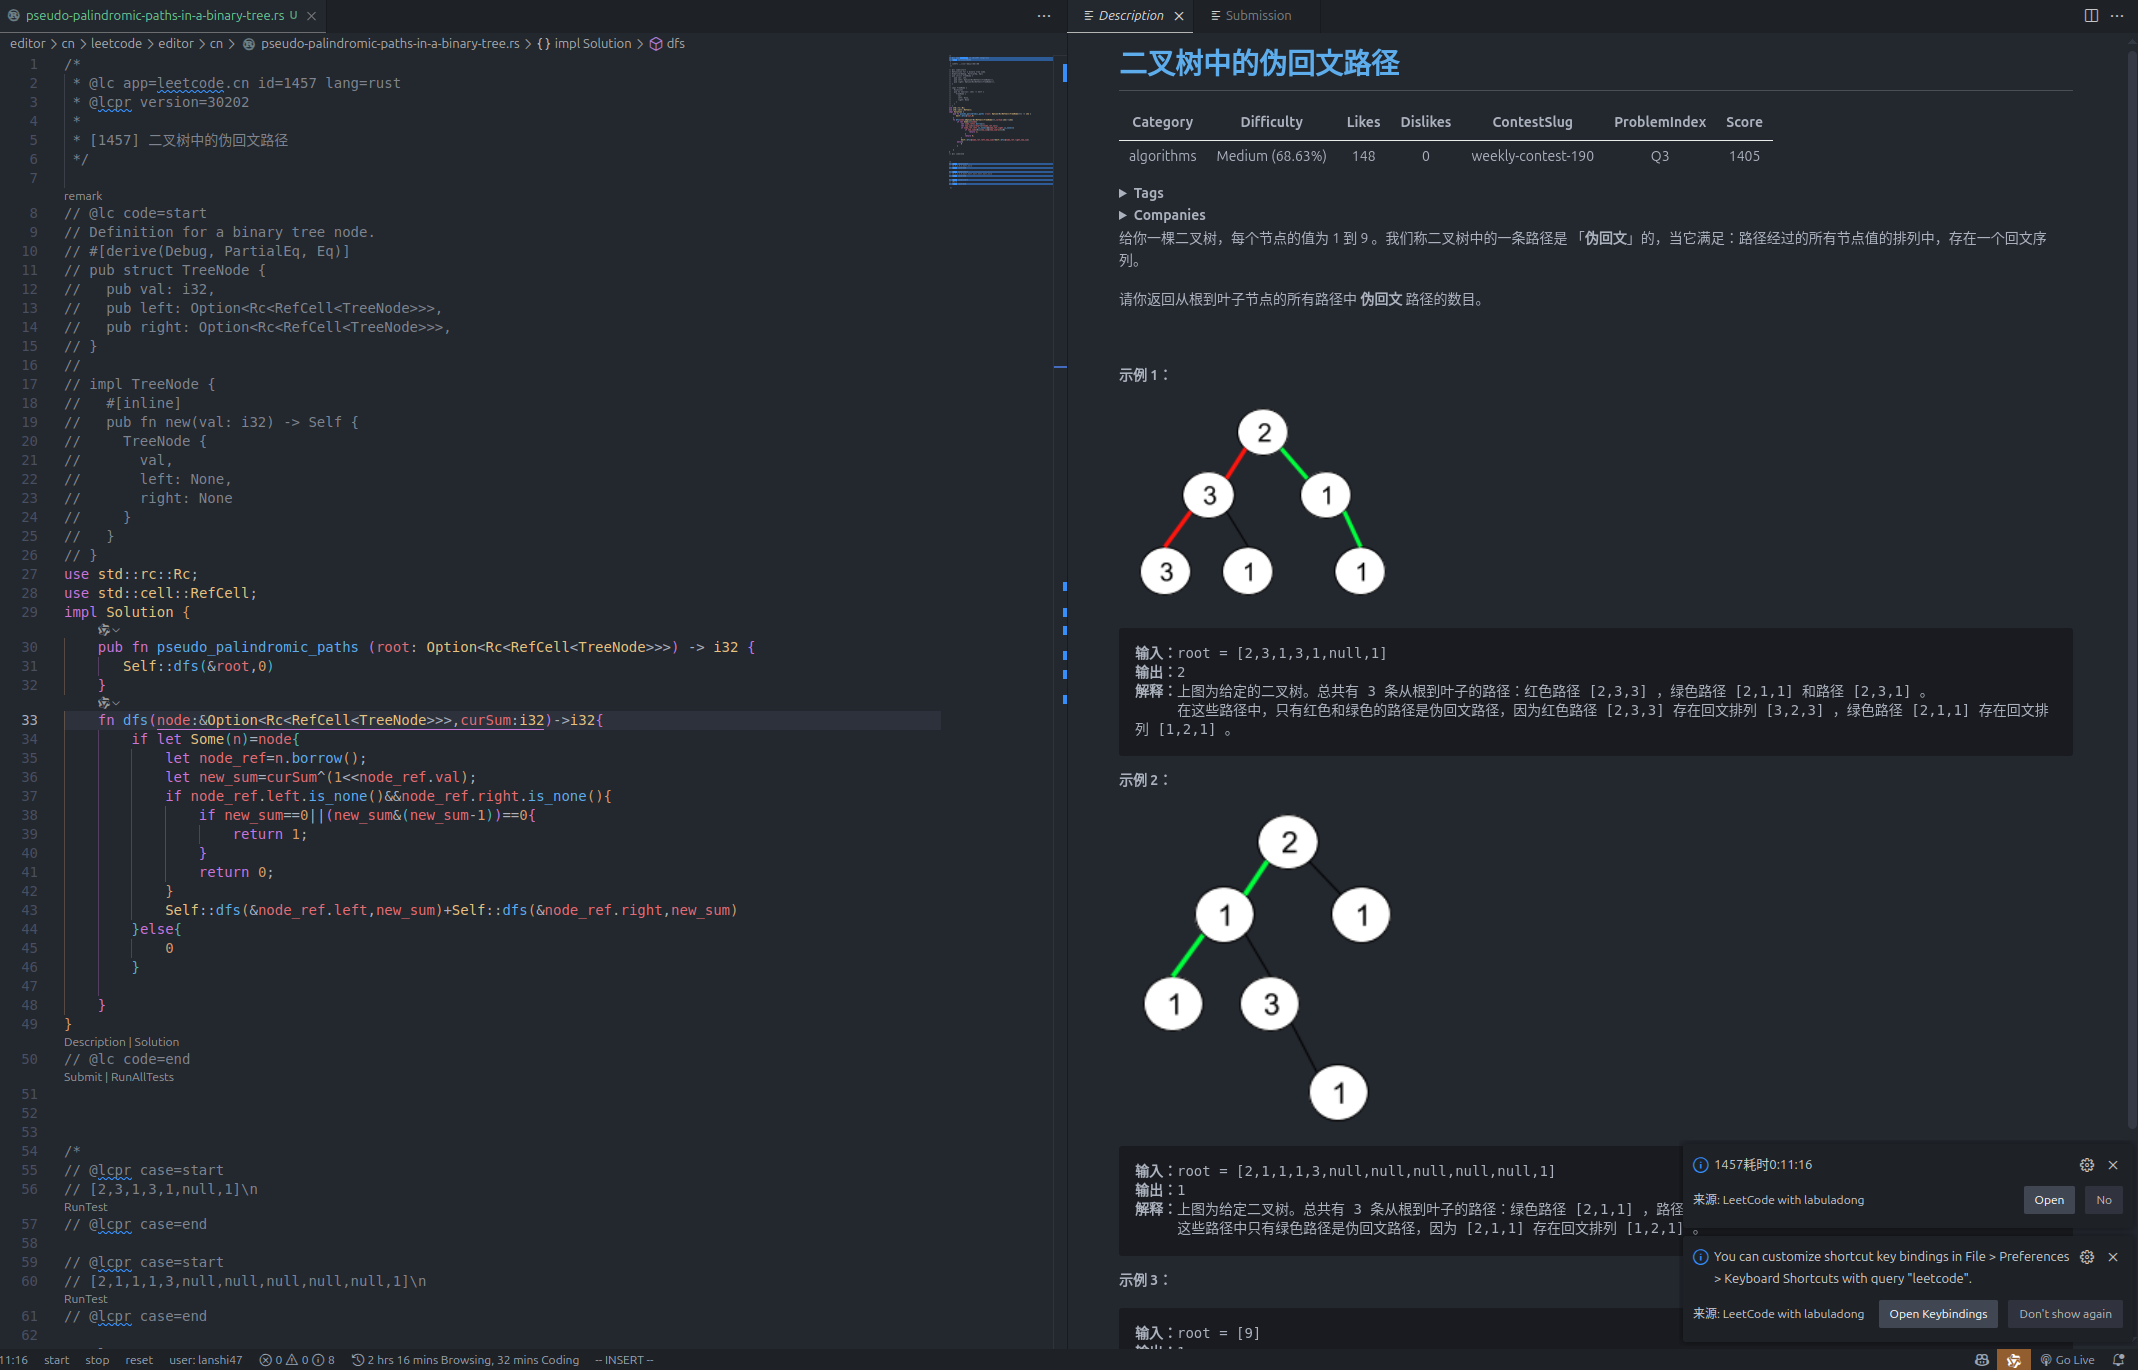 pseudo-palindromic-paths-in-a-binary-tree.rs U
editor > cn > leetcode > editor > cn > pseudo-palindromic-paths-in-a-binary-tree.rs > {} impl Solution > dfs
1 /*
2 * @lc app=leetcode.cn id=1457 lang=rust
3 * @lcpr version=30202
4 *
5 * [1457] 二叉树中的伪回文路径
6 */
7
remark
8 // @lc code=start
9 // Definition for a binary tree node.
10 // #[derive(Debug, PartialEq, Eq)]
11 // pub struct TreeNode {
12 //   pub val: i32,
13 //   pub left: Option<Rc<RefCell<TreeNode>>>,
14 //   pub right: Option<Rc<RefCell<TreeNode>>>,
15 // }
16 //
17 // impl TreeNode {
18 //   #[inline]
19 //   pub fn new(val: i32) -> Self {
20 //     TreeNode {
21 //       val,
22 //       left: None,
23 //       right: None
24 //     }
25 //   }
26 // }
27 use std::rc::Rc;
28 use std::cell::RefCell;
29 impl Solution {
30     pub fn pseudo_palindromic_paths (root: Option<Rc<RefCell<TreeNode>>>) -> i32 {
31        Self::dfs(&root,0)
32     }
33     fn dfs(node:&Option<Rc<RefCell<TreeNode>>>,curSum:i32)->i32{
34         if let Some(n)=node{
35             let node_ref=n.borrow();
36             let new_sum=curSum^(1<<node_ref.val);
37             if node_ref.left.is_none()&&node_ref.right.is_none(){
38                 if new_sum==0||(new_sum&(new_sum-1))==0{
39                     return 1;
40                 }
41                 return 0;
42             }
43             Self::dfs(&node_ref.left,new_sum)+Self::dfs(&node_ref.right,new_sum)
44         }else{
45             0
46         }
47
48     }
49 }
Description | Solution
50 // @lc code=end
Submit | RunAllTests
51
52
53
54 /*
55 // @lcpr case=start
56 // [2,3,1,3,1,null,1]\n
RunTest
57 // @lcpr case=end
58
59 // @lcpr case=start
60 // [2,1,1,1,3,null,null,null,null,null,1]\n
RunTest
61 // @lcpr case=end
62
Description
Submission
二叉树中的伪回文路径
Category Difficulty Likes Dislikes ContestSlug ProblemIndex Score
algorithms Medium (68.63%) 148 0 weekly-contest-190 Q3 1405
Tags
Companies
给你一棵二叉树，每个节点的值为 1 到 9 。我们称二叉树中的一条路径是 「伪回文」的，当它满足：路径经过的所有节点值的排列中，存在一个回文序
列。
请你返回从根到叶子节点的所有路径中 伪回文 路径的数目。
示例 1：
2
3 1
3 1 1
输入：root = [2,3,1,3,1,null,1]
输出：2
解释：上图为给定的二叉树。总共有 3 条从根到叶子的路径：红色路径 [2,3,3] ，绿色路径 [2,1,1] 和路径 [2,3,1] 。
在这些路径中，只有红色和绿色的路径是伪回文路径，因为红色路径 [2,3,3] 存在回文排列 [3,2,3] ，绿色路径 [2,1,1] 存在回文排
列 [1,2,1] 。
示例 2：
2
1 1
1 3
1
输入：root = [2,1,1,1,3,null,null,null,null,null,1]
输出：1
解释：上图为给定二叉树。总共有 3 条从根到叶子的路径：绿色路径 [2,1,1] ，路径
这些路径中只有绿色路径是伪回文路径，因为 [2,1,1] 存在回文排列 [1,2,1] 。
示例 3：
输入：root = [9]
1457耗时0:11:16
来源: LeetCode with labuladong
Open No
You can customize shortcut key bindings in File > Preferences
> Keyboard Shortcuts with query "leetcode".
来源: LeetCode with labuladong
Open Keybindings Don't show again
11:16 start stop reset user: lanshi47 0 0 8 2 hrs 16 mins Browsing, 32 mins Coding -- INSERT -- Go Live